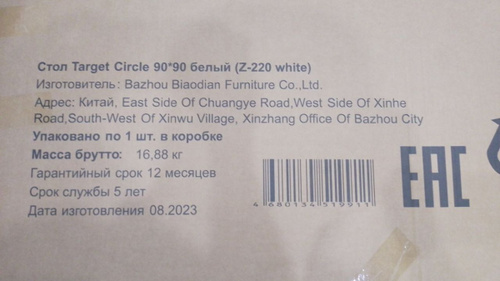 Стол Target Circle 90*90 белый (Z-220 white)
Изготовитель: Bazhou Biaodian Furniture Co.,Ltd.
Адрес: Китай, East Side Of Chuangye Road,West Side Of Xinhe
Road,South-West Of Xinwu Village, Xinzhang Office Of Bazhou City
Упаковано по 1 шт. в коробке
Масса брутто: 16,88 кг
Гарантийный срок 12 месяцев
Срок службы 5 лет
Дата изготовления 08.2023
4 680134 519911
EAC